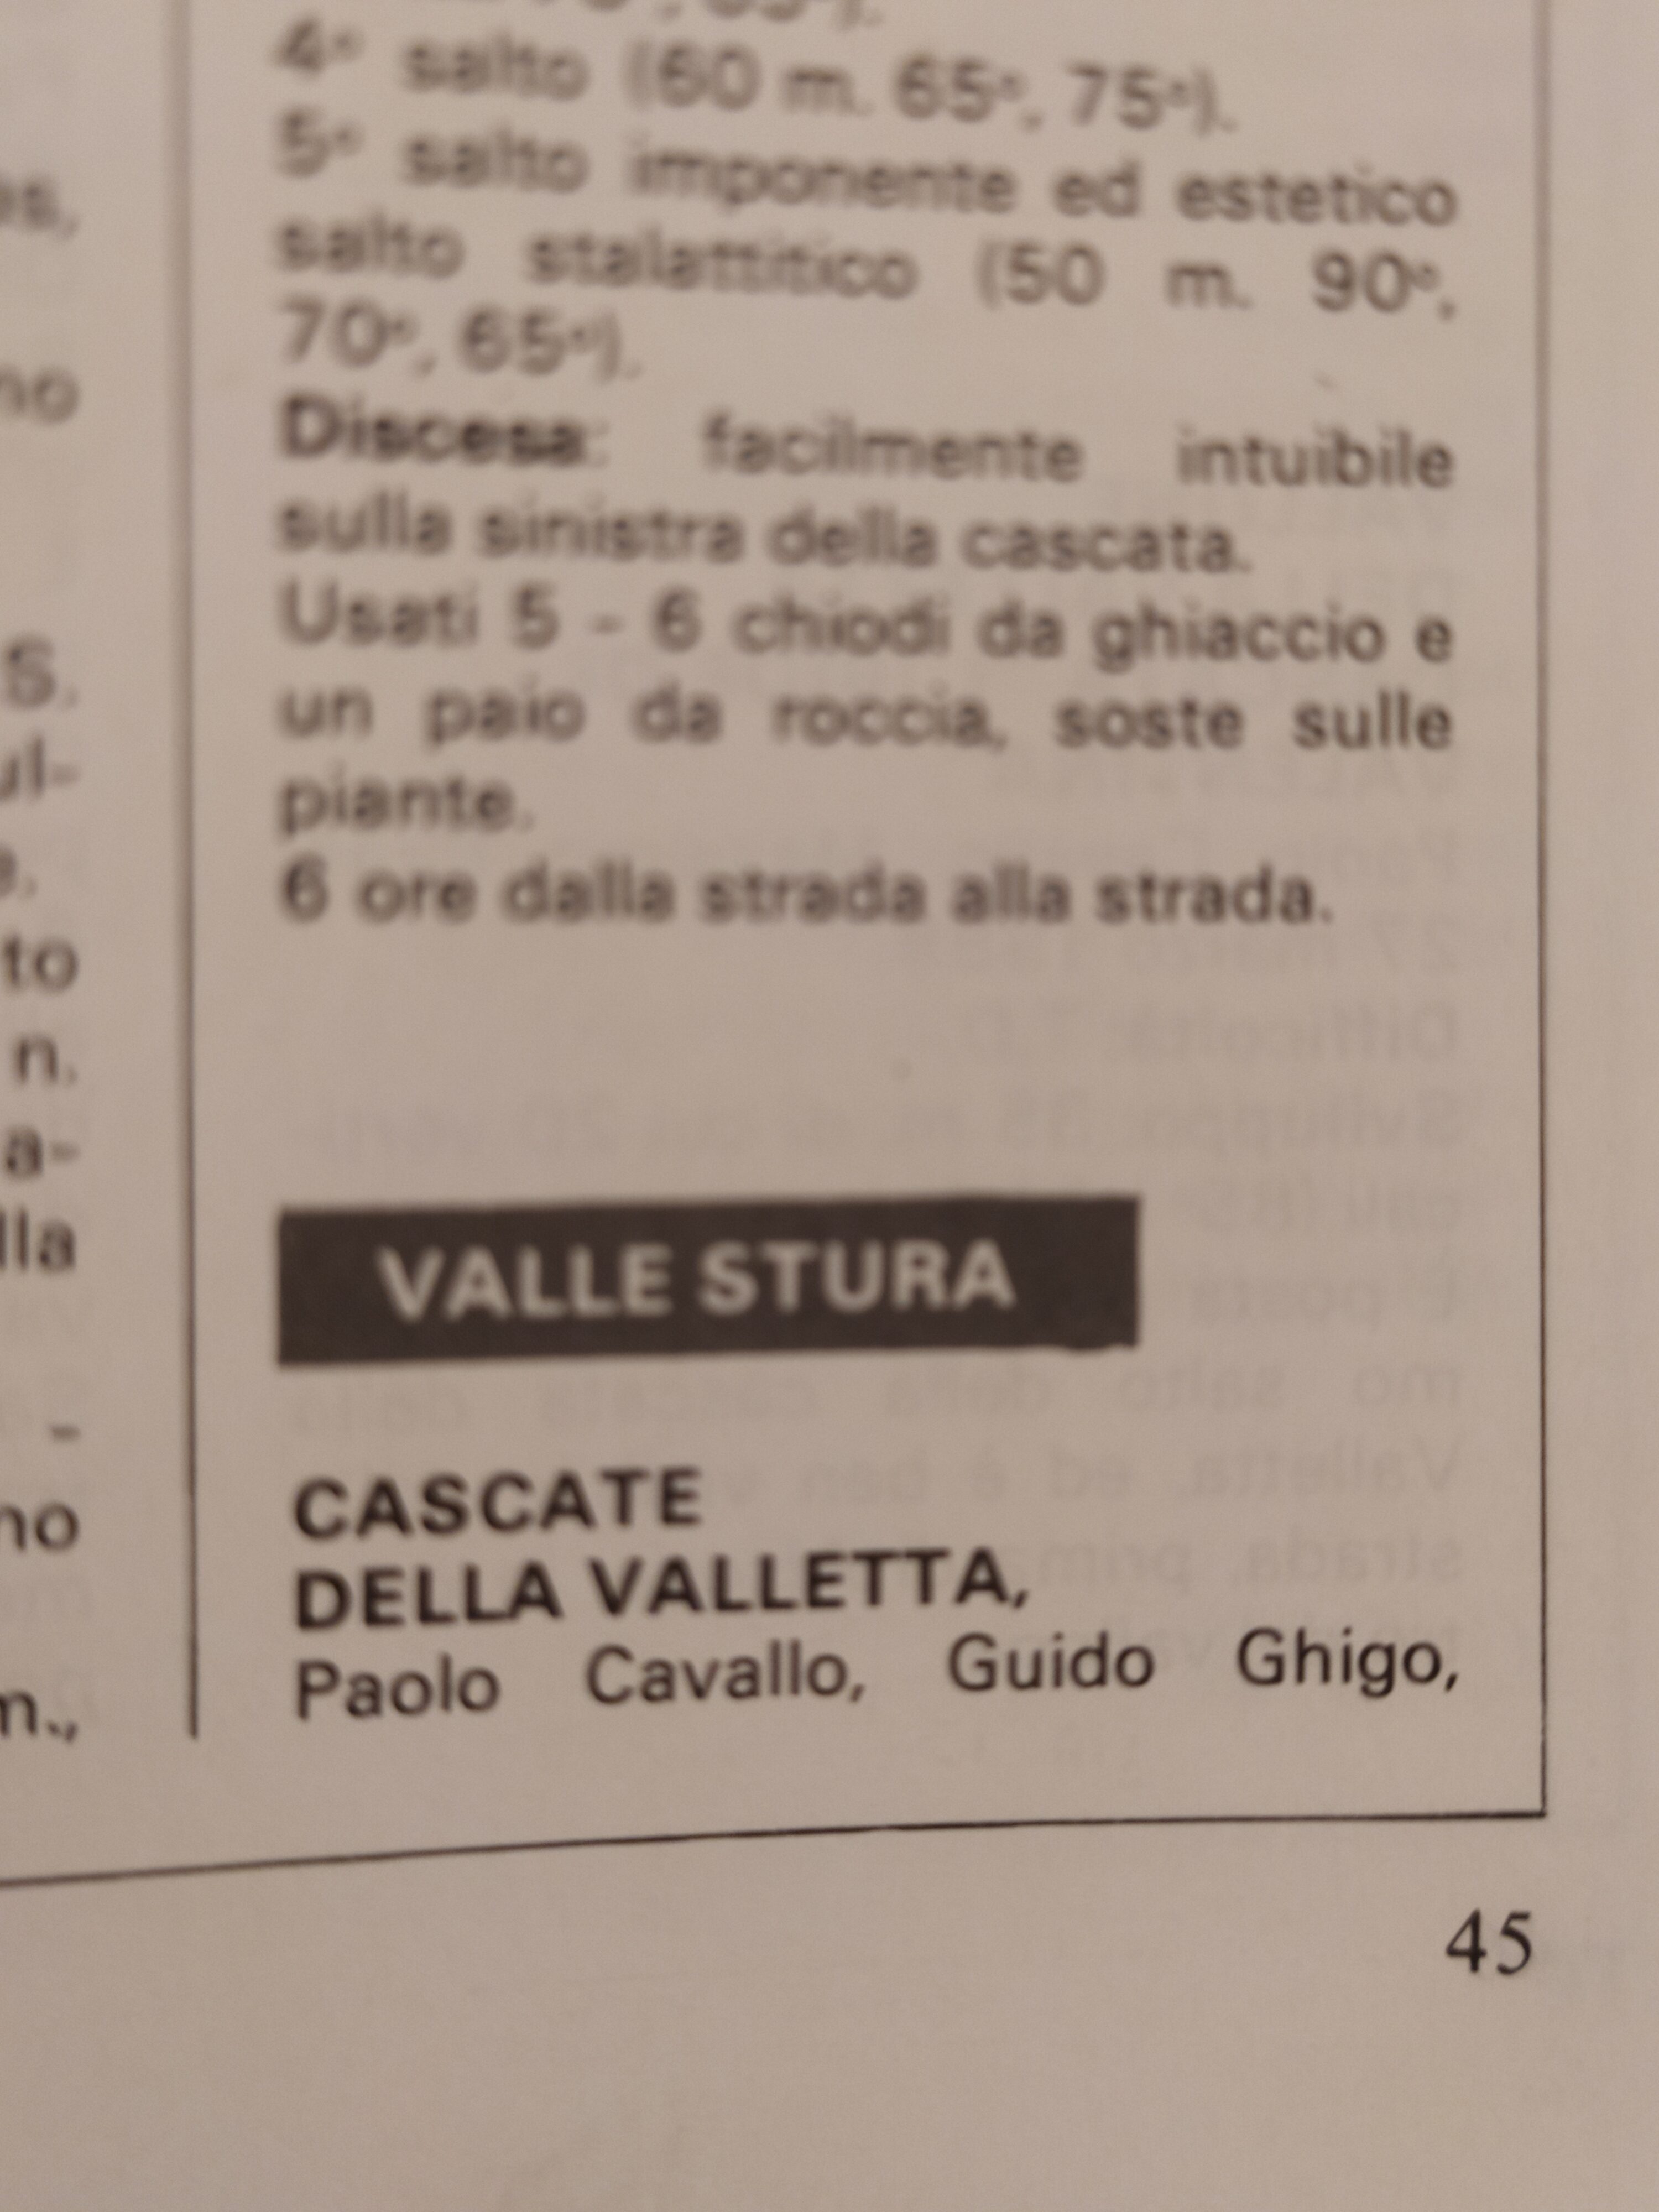 4° salto (60 m. 65°, 75°).
5° salto imponente ed estetico
salto stalattitico (50 m. 90°,
70°, 65°).
Discesa: facilmente intuibile
sulla sinistra della cascata.
Usati 5 - 6 chiodi da ghiaccio e
un paio da roccia, soste sulle
piante.
6 ore dalla strada alla strada.
VALLE STURA
CASCATE
DELLA VALLETTA,
Paolo Cavallo, Guido Ghigo,
45